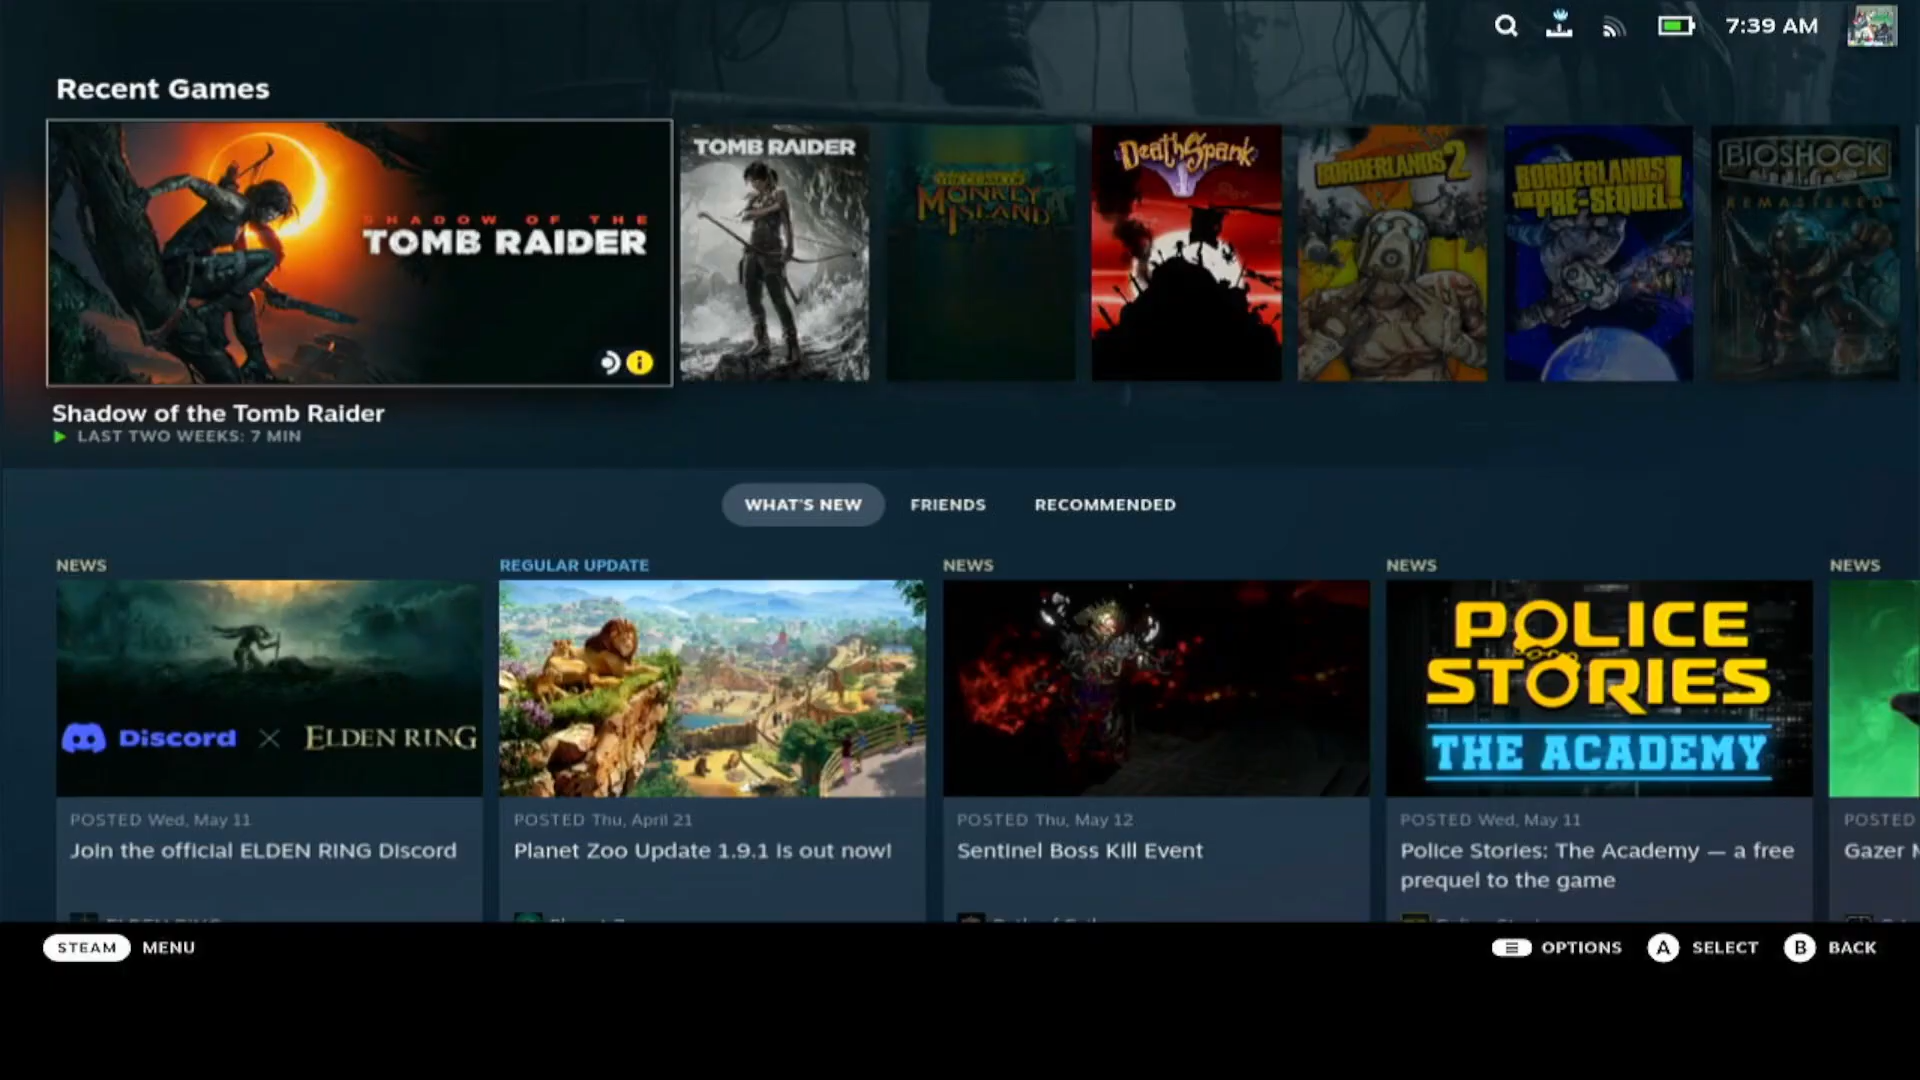 7:39 AM
Recent Games
SHADOW OF THE
TOMB RAIDER
TOMB RAIDER
MONKEY
ISLAND
DeathSpank
BORDERLANDS 2
BORDERLANDS
THE PRE-SEQUEL!
BIOSHOCK
REMASTERED
Shadow of the Tomb Raider
LAST TWO WEEKS: 7 MIN
WHAT'S NEW
FRIENDS
RECOMMENDED
NEWS
REGULAR UPDATE
NEWS
NEWS
NEWS
Discord × ELDEN RING
POLICE
STORIES
THE ACADEMY
POSTED Wed, May 11
Join the official ELDEN RING Discord
POSTED Thu, April 21
Planet Zoo Update 1.9.1 is out now!
POSTED Thu, May 12
Sentinel Boss Kill Event
POSTED Wed, May 11
Police Stories: The Academy — a free
prequel to the game
POSTED
Gazer
STEAM MENU
OPTIONS
A SELECT
B BACK